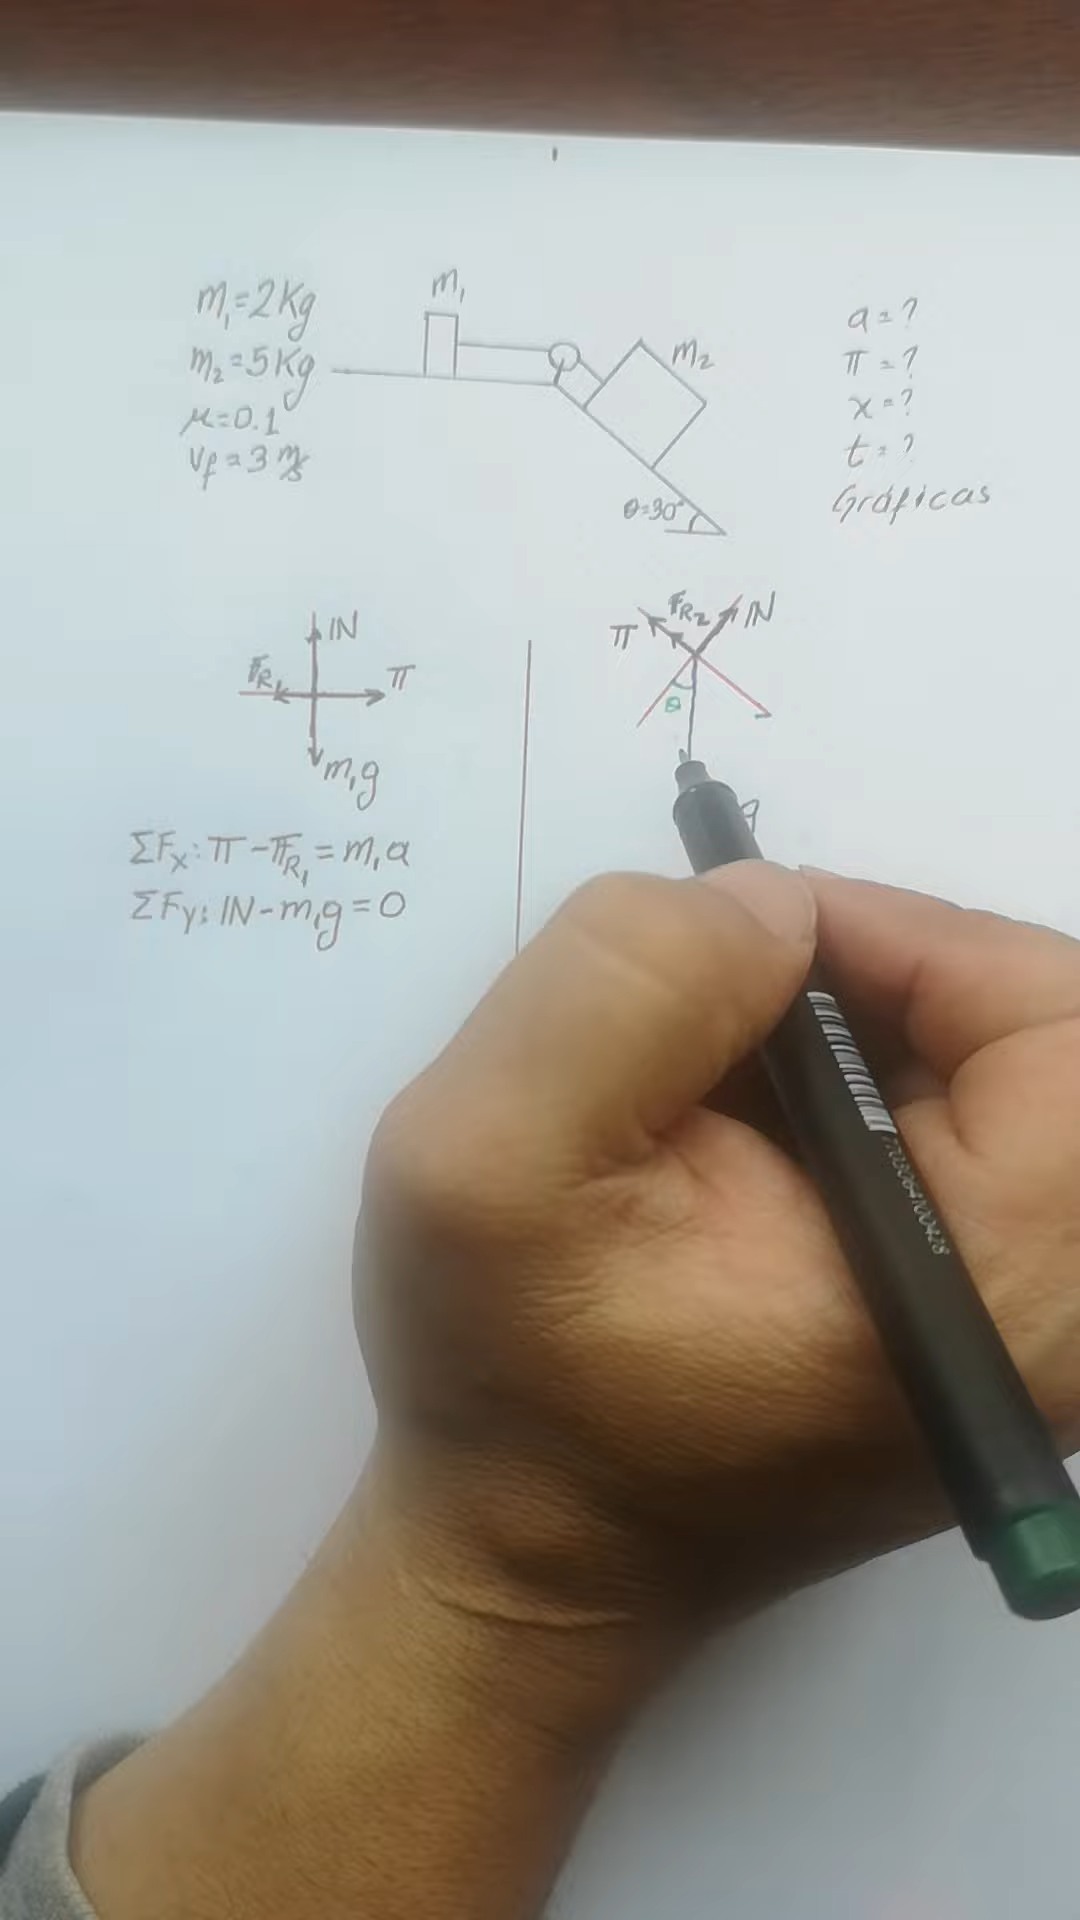 m₁
m₁=2Kg
m₂=5Kg
μ=0.1
Vf=3 m/s
m₂
θ=30°
a=?
π=?
x=?
t=?
Gráficas
IN
FR₁
π
m₁g
ΣFx: π-FR₁=m₁a
ΣFy: IN-m₁g=0
FR₂
IN
π
θ
g
7703064100428